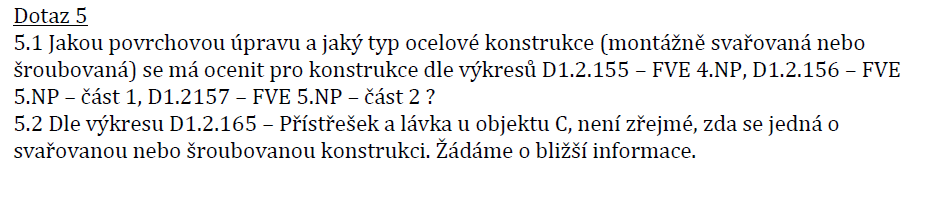 Dotaz 5
5.1 Jakou povrchovou úpravu a jaký typ ocelové konstrukce (montážně svařovaná nebo
šroubovaná) se má ocenit pro konstrukce dle výkresů D1.2.155 – FVE 4.NP, D1.2.156 – FVE
5.NP – část 1, D1.2157 – FVE 5.NP – část 2 ?
5.2 Dle výkresu D1.2.165 – Přístřešek a lávka u objektu C, není zřejmé, zda se jedná o
svařovanou nebo šroubovanou konstrukci. Žádáme o bližší informace.